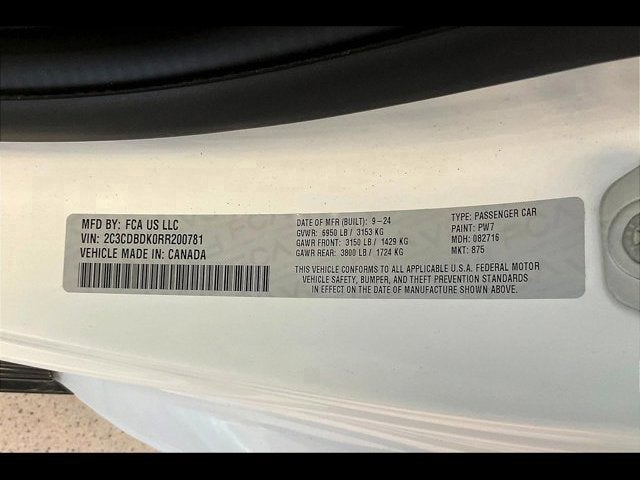 MFD BY: FCA US LLC
VIN: 2C3CDBDK0RR200781
VEHICLE MADE IN: CANADA
DATE OF MFR (BUILT): 9-24
GVWR: 6950 LB / 3153 KG
GAWR FRONT: 3150 LB / 1429 KG
GAWR REAR: 3800 LB / 1724 KG
TYPE: PASSENGER CAR
PAINT: PW7
MDH: 082716
MKT: 875
THIS VEHICLE CONFORMS TO ALL APPLICABLE U.S.A. FEDERAL MOTOR
VEHICLE SAFETY, BUMPER, AND THEFT PREVENTION STANDARDS
IN EFFECT ON THE DATE OF MANUFACTURE SHOWN ABOVE.